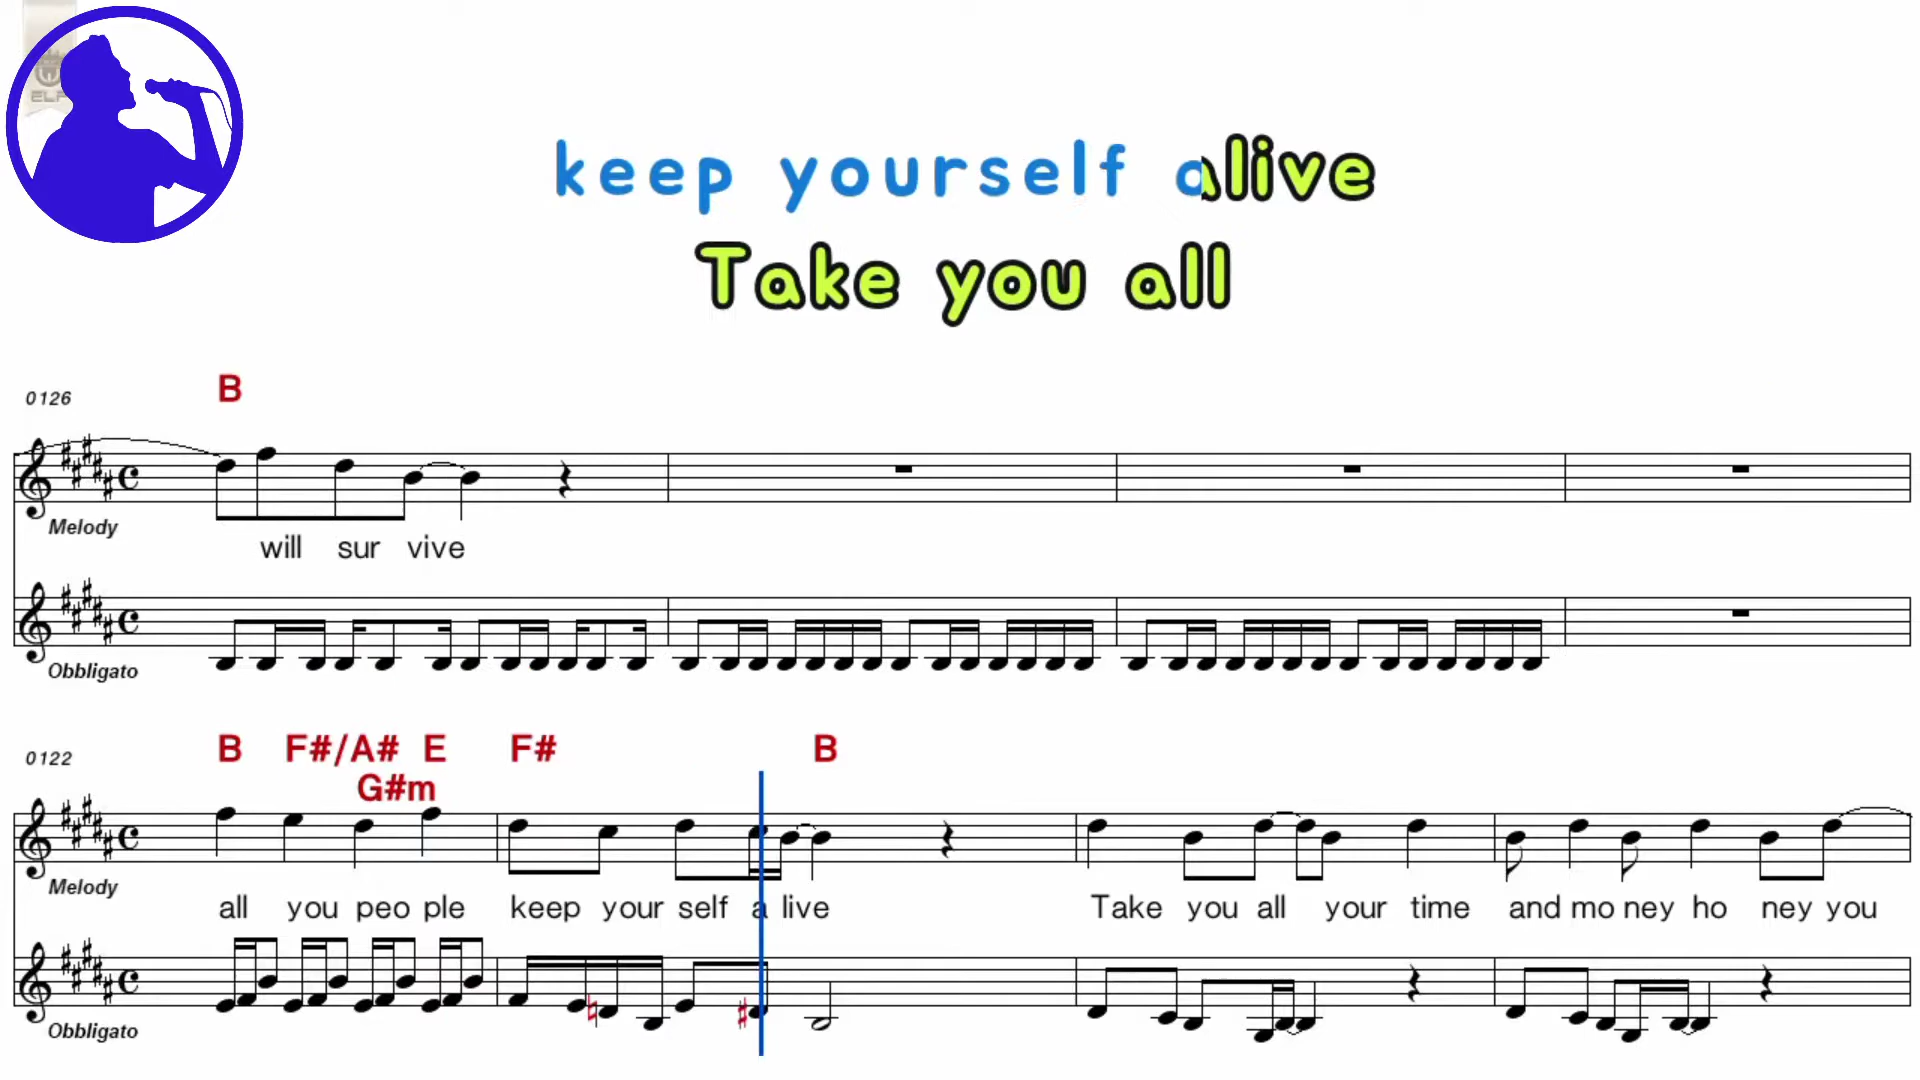 ELF
keep yourself alive
Take you all
0126
B
Melody
will sur vive
Obbligato
0122
B F#/A# E F# B
G#m
Melody
all you peo ple keep your self a live Take you all your time and mo ney ho ney you
Obbligato